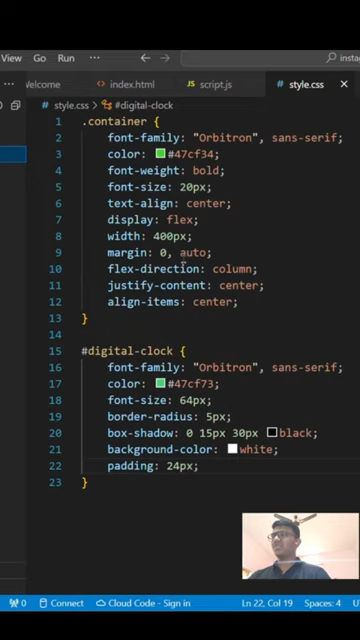 View Go Run instag
Welcome index.html script.js style.css
style.css > #digital-clock
1 .container {
2 font-family: "Orbitron", sans-serif;
3 color: #47cf34;
4 font-weight: bold;
5 font-size: 20px;
6 text-align: center;
7 display: flex;
8 width: 400px;
9 margin: 0, auto;
10 flex-direction: column;
11 justify-content: center;
12 align-items: center;
13 }
14
15 #digital-clock {
16 font-family: "Orbitron", sans-serif;
17 color: #47cf73;
18 font-size: 64px;
19 border-radius: 5px;
20 box-shadow: 0 15px 30px black;
21 background-color: white;
22 padding: 24px;
23 }
0 Connect Cloud Code - Sign in Ln 22, Col 19 Spaces: 4 U